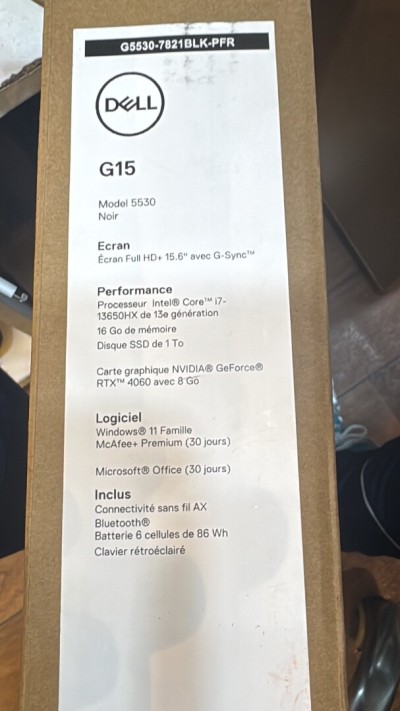 G5530-7821BLK-PFR
DELL
G15
Model 5530
Noir
Ecran
Écran Full HD+ 15.6" avec G-Sync™
Performance
Processeur Intel® Core™ i7-
13650HX de 13e génération
16 Go de mémoire
Disque SSD de 1 To
Carte graphique NVIDIA® GeForce®
RTX™ 4060 avec 8 Go
Logiciel
Windows® 11 Famille
McAfee+ Premium (30 jours)
Microsoft® Office (30 jours)
Inclus
Connectivité sans fil AX
Bluetooth®
Batterie 6 cellules de 86 Wh
Clavier rétroéclairé